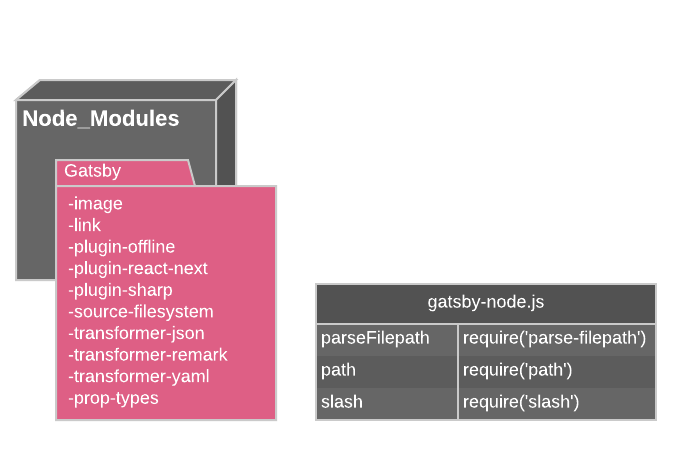 Node_Modules
Gatsby
-image
-link
-plugin-offline
-plugin-react-next
-plugin-sharp
-source-filesystem
-transformer-json
-transformer-remark
-transformer-yaml
-prop-types
gatsby-node.js
parseFilepath require('parse-filepath')
path require('path')
slash require('slash')